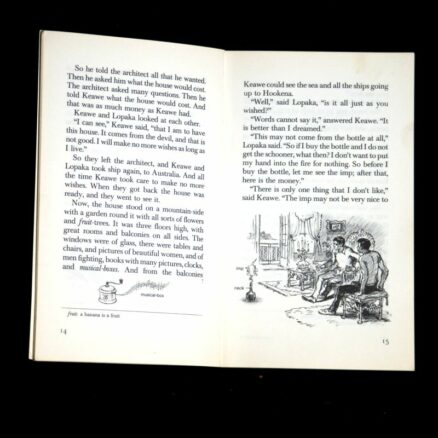 So he told the architect all that he wanted.
Then he asked him what the house would cost.
The architect asked many questions. Then he
told Keawe what the house would cost. And
that was as much money as Keawe had.
Keawe and Lopaka looked at each other.
"I can see," Keawe said, "that I am to have
this house. It comes from the devil, and that is
not good. I will make no more wishes as long as
I live."
So they left the architect, and Keawe and
Lopaka took ship again, to Australia. And all
the time Keawe took care to make no more
wishes. When they got back the house was
ready, and they went to see it.
Now, the house stood on a mountain-side
with a garden round it with all sorts of flowers
and fruit-trees. It was three floors high, with
great rooms and balconies on all sides. The
windows were of glass, there were tables and
chairs, and pictures of beautiful women, and of
men fighting, books with many pictures, clocks,
and musical-boxes. And from the balconies
musical-box
fruit: a banana is a fruit
14
Keawe could see the sea and all the ships going
up to Hookena.
"Well," said Lopaka, "is it all just as you
wished?"
"Words cannot say it," answered Keawe. "It
is better than I dreamed."
"This may not come from the bottle at all,"
Lopaka said. "So if I buy the bottle and I do not
get the schooner, what then? I don't want to put
my hand into the fire for nothing. So before I
buy the bottle, let me see the imp; after that,
here is the money."
"There is only one thing that I don't like,"
said Keawe. "The imp may not be very nice to
imp
neck
15